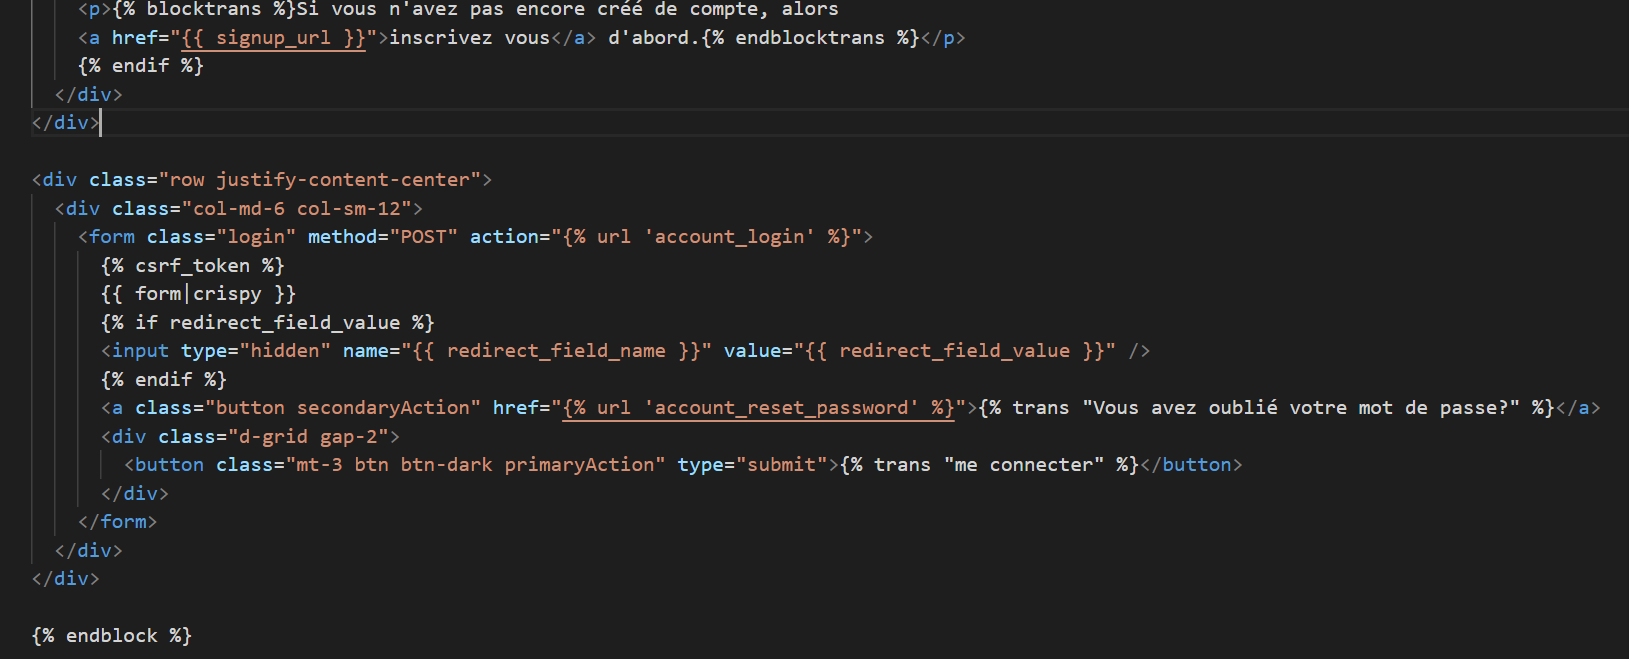 <p>{% blocktrans %}Si vous n'avez pas encore créé de compte, alors
<a href="{{ signup_url }}">inscrivez vous</a> d'abord.{% endblocktrans %}</p>
{% endif %}
</div>
</div>
<div class="row justify-content-center">
<div class="col-md-6 col-sm-12">
<form class="login" method="POST" action="{% url 'account_login' %}">
{% csrf_token %}
{{ form|crispy }}
{% if redirect_field_value %}
<input type="hidden" name="{{ redirect_field_name }}" value="{{ redirect_field_value }}" />
{% endif %}
<a class="button secondaryAction" href="{% url 'account_reset_password' %}">{% trans "Vous avez oublié votre mot de passe?" %}</a>
<div class="d-grid gap-2">
<button class="mt-3 btn btn-dark primaryAction" type="submit">{% trans "me connecter" %}</button>
</div>
</form>
</div>
</div>
{% endblock %}